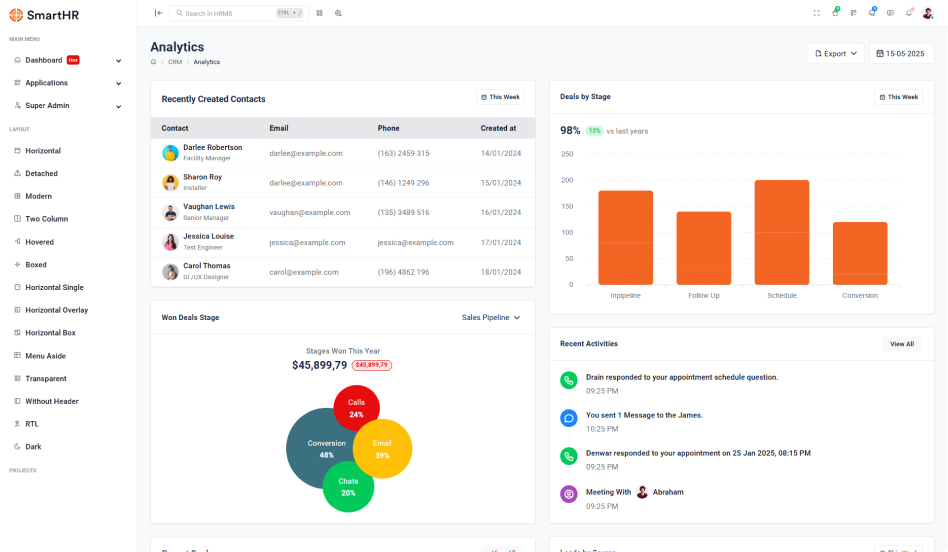 SmartHR
Search in HRMS
CTRL + /
MAIN MENU
Dashboard Hot
Applications
Super Admin
LAYOUT
Horizontal
Detached
Modern
Two Column
Hovered
Boxed
Horizontal Single
Horizontal Overlay
Horizontal Box
Menu Aside
Transparent
Without Header
RTL
Dark
PROJECTS
Analytics
/ CRM / Analytics
Export
15-05-2025
Recently Created Contacts
This Week
Contact Email Phone Created at
Darlee Robertson
Facility Manager
darlee@example.com (163) 2459 315 14/01/2024
Sharon Roy
Installer
darlee@example.com (146) 1249 296 15/01/2024
Vaughan Lewis
Senior Manager
vaughan@example.com (135) 3489 516 16/01/2024
Jessica Louise
Test Engineer
jessica@example.com jessica@example.com 17/01/2024
Carol Thomas
UI /UX Designer
carol@example.com (196) 4862 196 18/01/2024
Won Deals Stage
Sales Pipeline
Stages Won This Year
$45,899,79 $45,899,79
Calls
24%
Conversion
48%
Email
39%
Chats
20%
Deals by Stage
This Week
98% 12% vs last years
250
200
150
100
50
0
Inpipeline Follow Up Schedule Conversion
Recent Activities
View All
Drain responded to your appointment schedule question.
09:25 PM
You sent 1 Message to the James.
10:25 PM
Denwar responded to your appointment on 25 Jan 2025, 08:15 PM
09:25 PM
Meeting With Abraham
09:25 PM